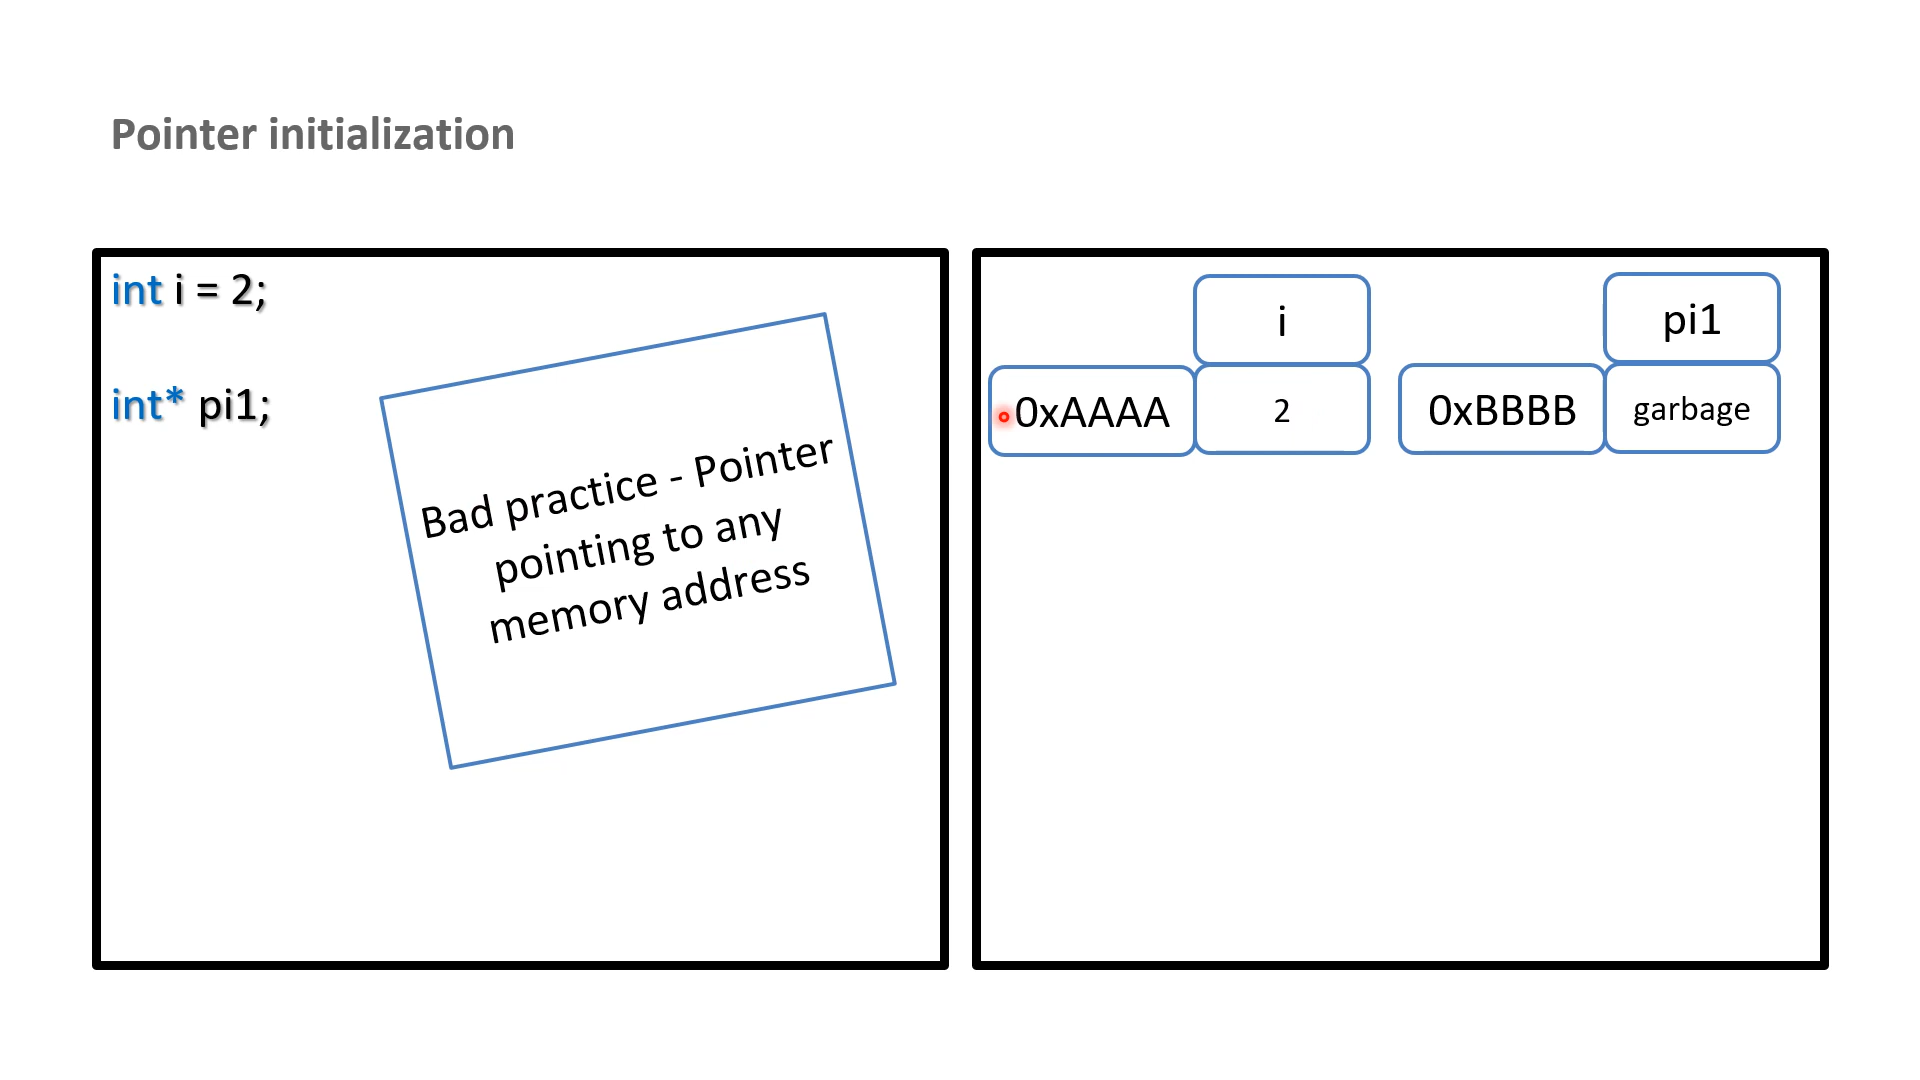 Pointer initialization
int i = 2;
int* pi1;
Bad practice - Pointer
pointing to any
memory address
i
pi1
0xAAAA
2
0xBBBB
garbage